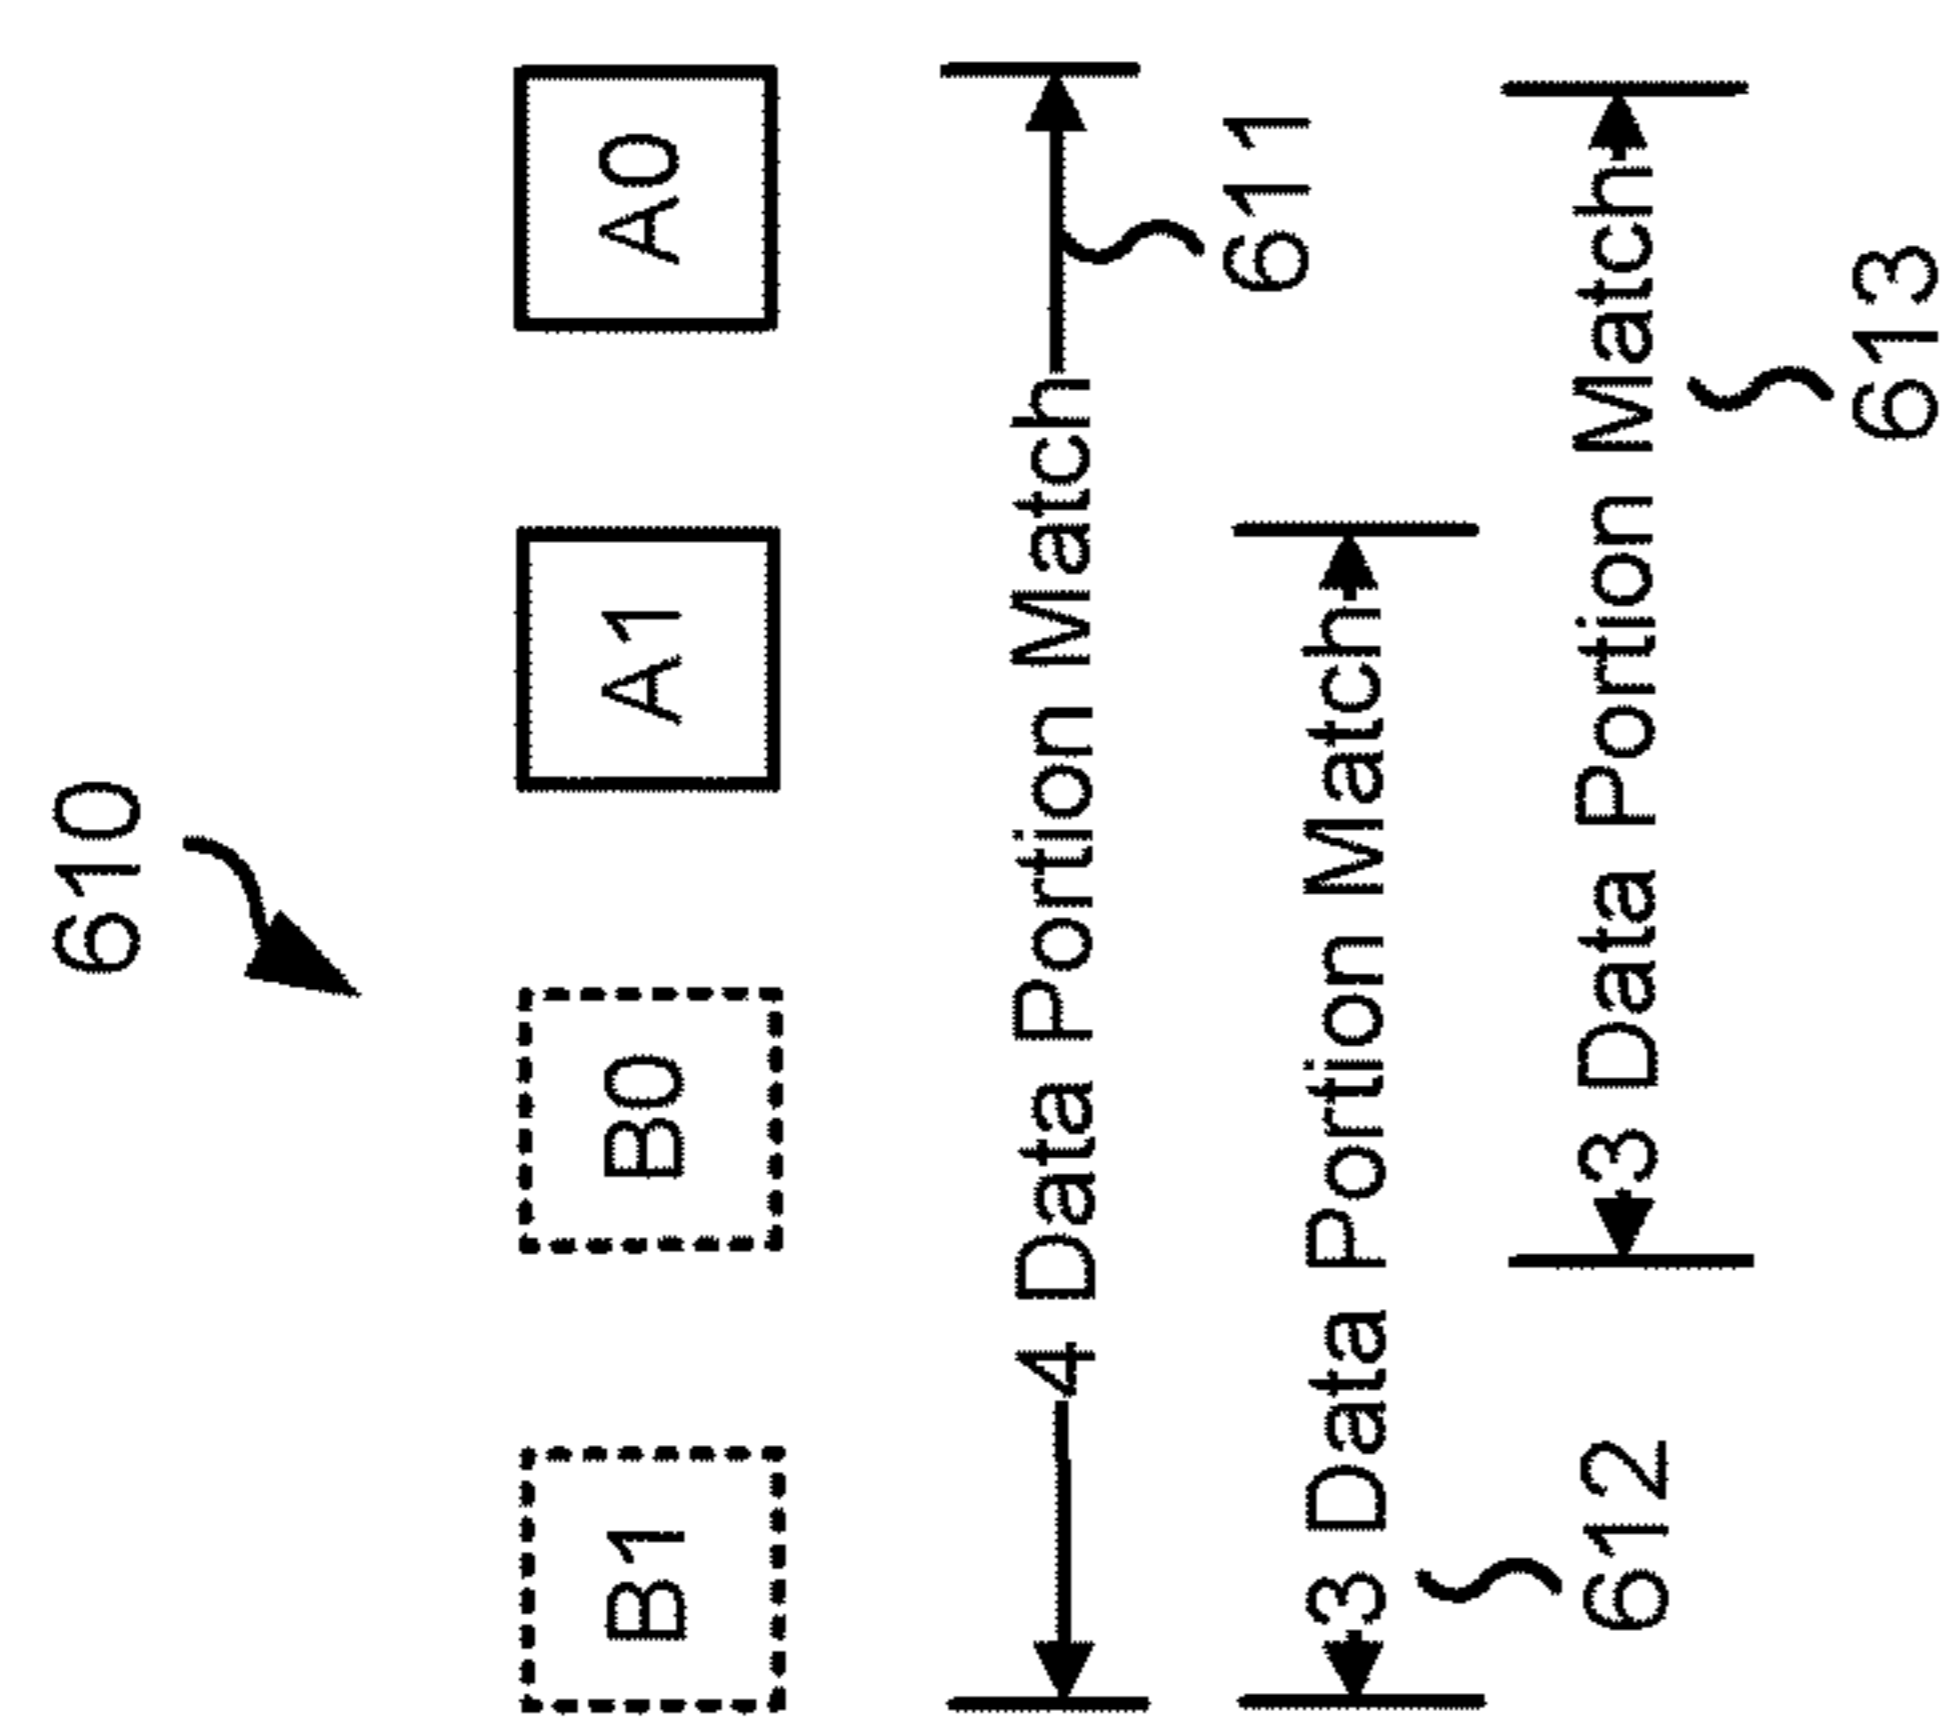 610
B1 B0 A1 A0
4 Data Portion Match
611
3 Data Portion Match
612
3 Data Portion Match
613